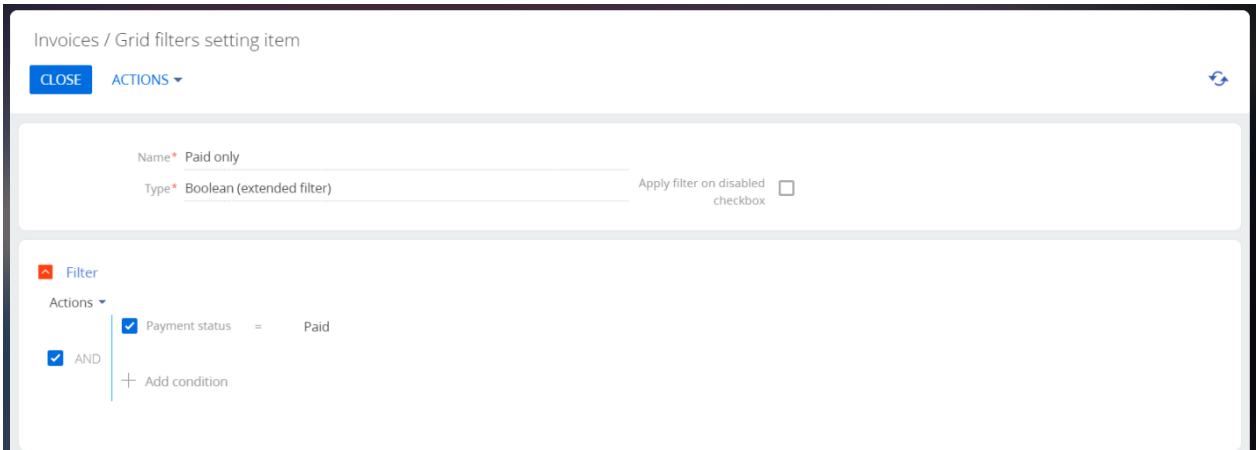 Invoices / Grid filters setting item
CLOSE ACTIONS
Name* Paid only
Type* Boolean (extended filter)
Apply filter on disabled
checkbox
Filter
Actions
Payment status = Paid
AND
Add condition